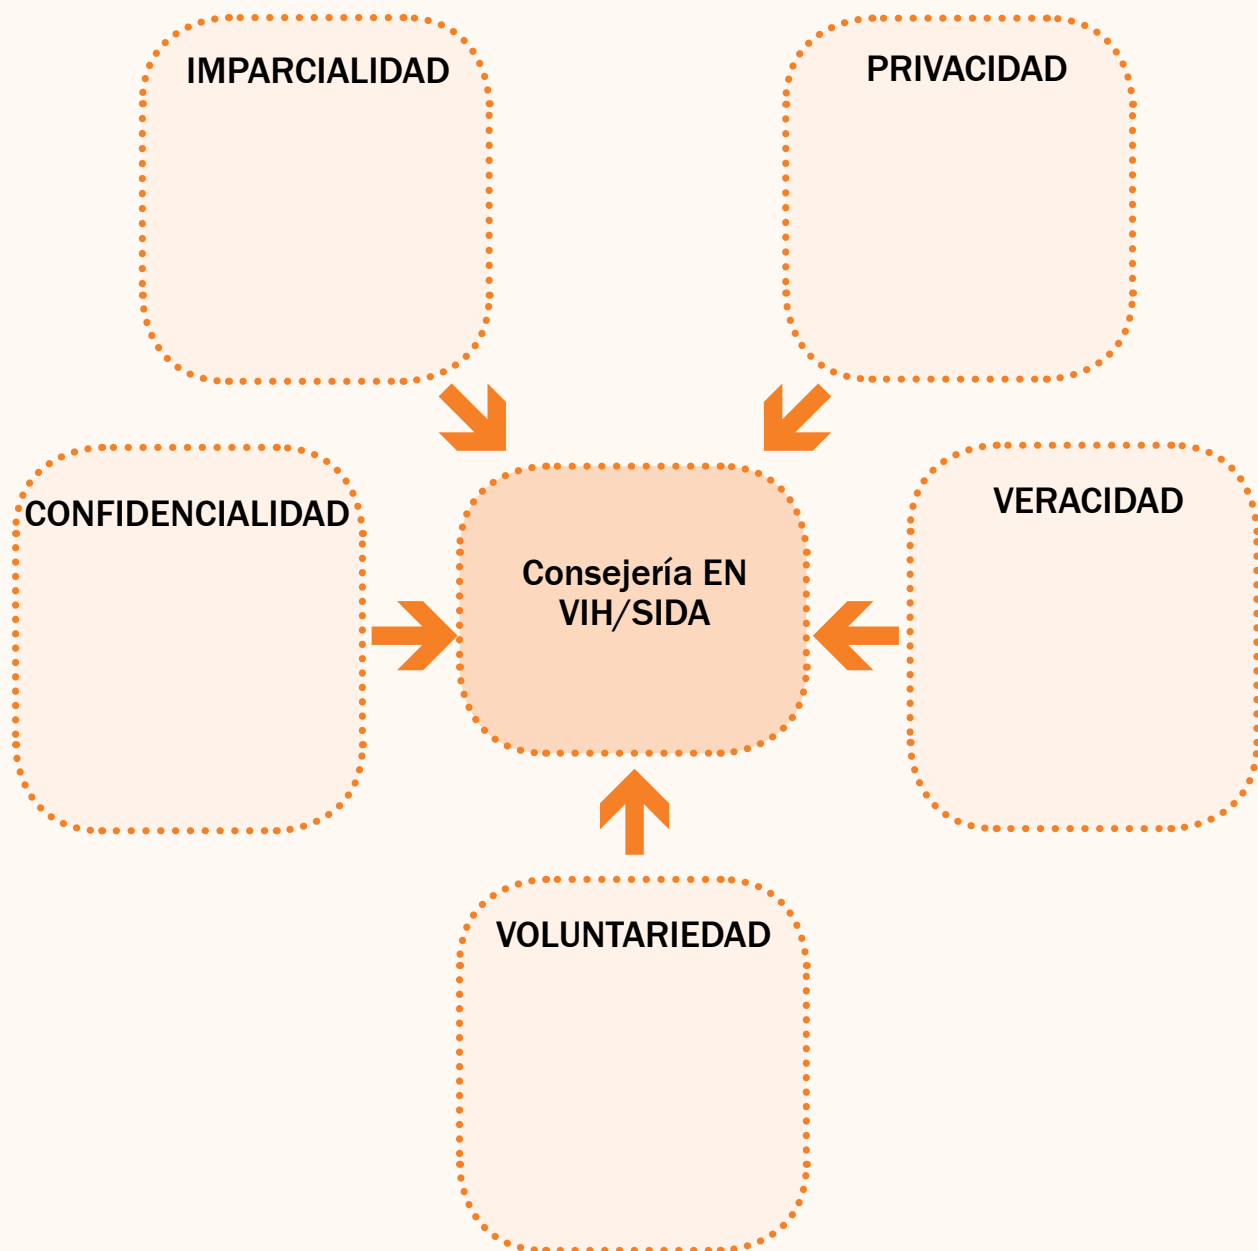 IMPARCIALIDAD
PRIVACIDAD
CONFIDENCIALIDAD
VERACIDAD
Consejería EN
VIH/SIDA
VOLUNTARIEDAD